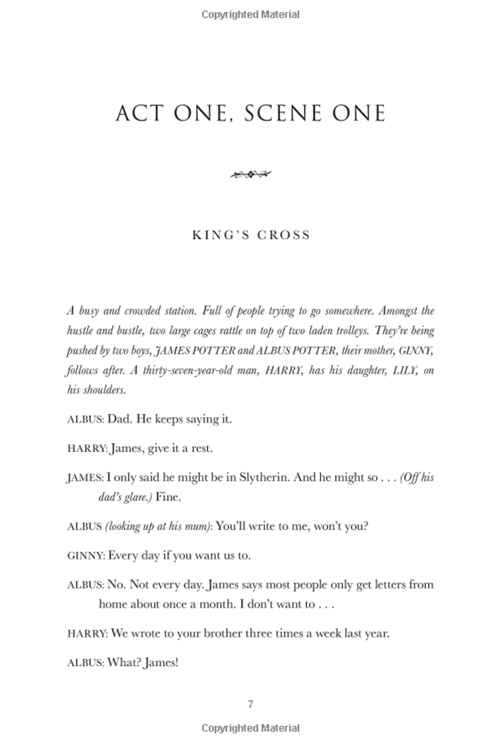 Copyrighted Material
ACT ONE, SCENE ONE
KING'S CROSS
A busy and crowded station. Full of people trying to go somewhere. Amongst the
hustle and bustle, two large cages rattle on top of two laden trolleys. They're being
pushed by two boys, JAMES POTTER and ALBUS POTTER, their mother, GINNY,
follows after. A thirty-seven-year-old man, HARRY, has his daughter, LILY, on
his shoulders.
ALBUS: Dad. He keeps saying it.
HARRY: James, give it a rest.
JAMES: I only said he might be in Slytherin. And he might so . . . (Off his
dad's glare.) Fine.
ALBUS (looking up at his mum): You'll write to me, won't you?
GINNY: Every day if you want us to.
ALBUS: No. Not every day. James says most people only get letters from
home about once a month. I don't want to . . .
HARRY: We wrote to your brother three times a week last year.
ALBUS: What? James!
7
Copyrighted Material